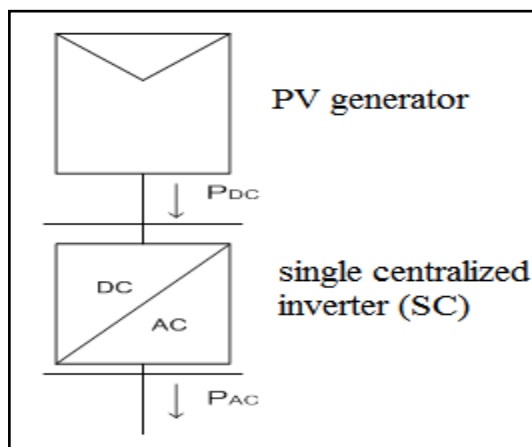 PV generator
PDC
DC
AC
single centralized
inverter (SC)
PAC